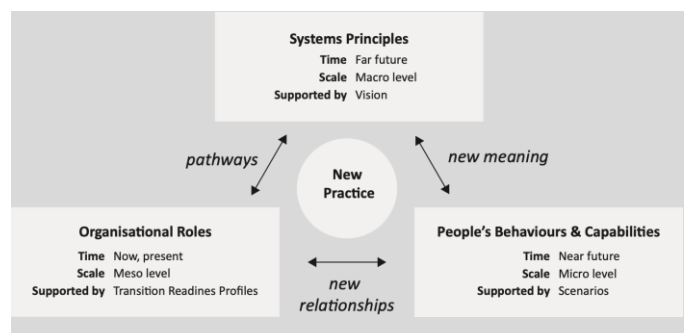 Systems Principles
Time Far future
Scale Macro level
Supported by Vision
pathways
new meaning
New
Practice
Organisational Roles
Time Now, present
Scale Meso level
Supported by Transition Readines Profiles
People's Behaviours & Capabilities
Time Near future
Scale Micro level
Supported by Scenarios
new
relationships